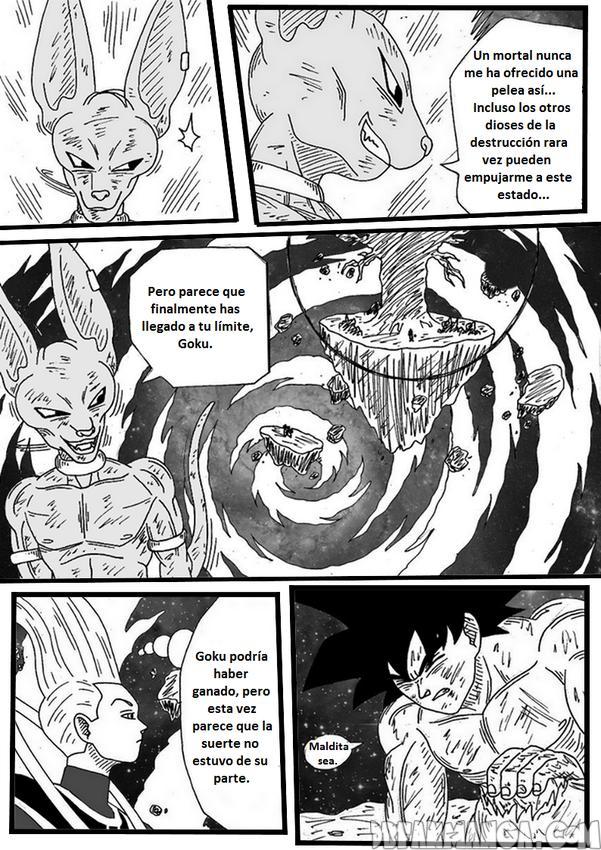 Un mortal nunca
me ha ofrecido una
pelea así...
incluso los otros
dioses de la
destrucción rara
vez pueden
empujarme a este
estado...
Pero parece que
finalmente has
llegado a tu límite,
Goku.
Goku podría
haber
ganado, pero
esta vez
parece que la
suerte no
estuvo de su
parte.
Maldita
sea.